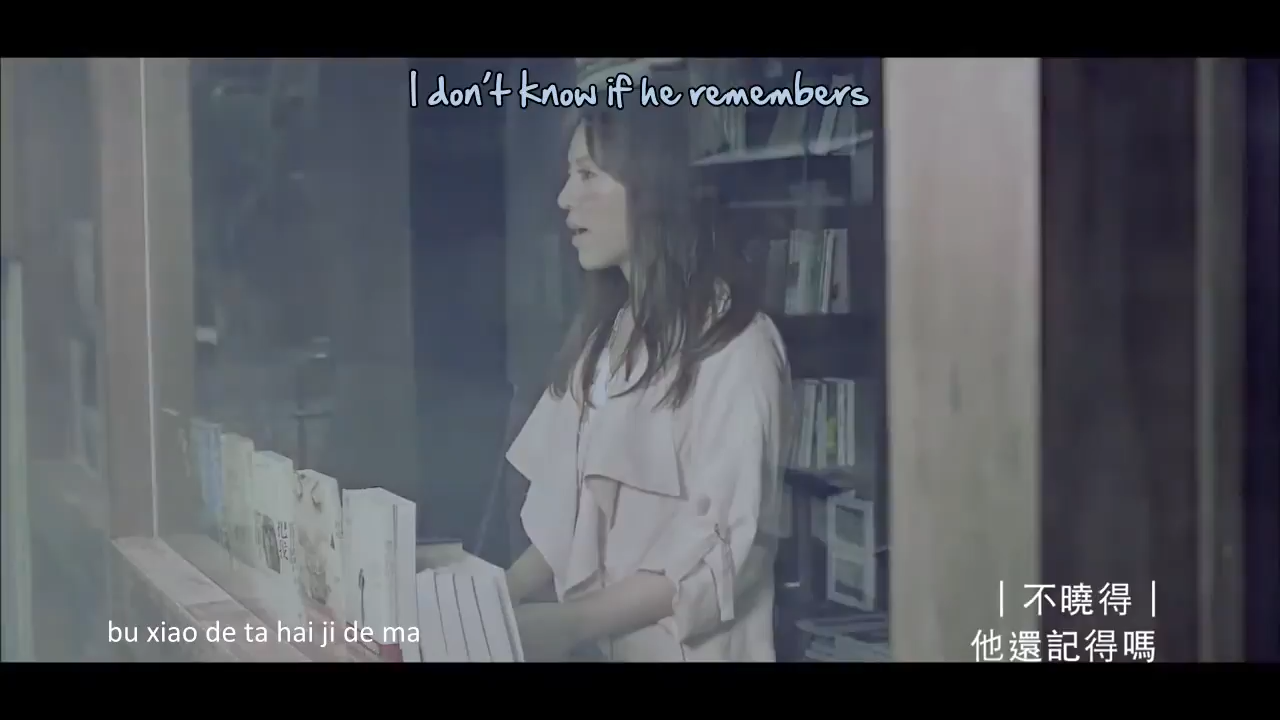 I don't know if he remembers
| 不曉得 |
bu xiao de ta hai ji de ma
他還記得嗎